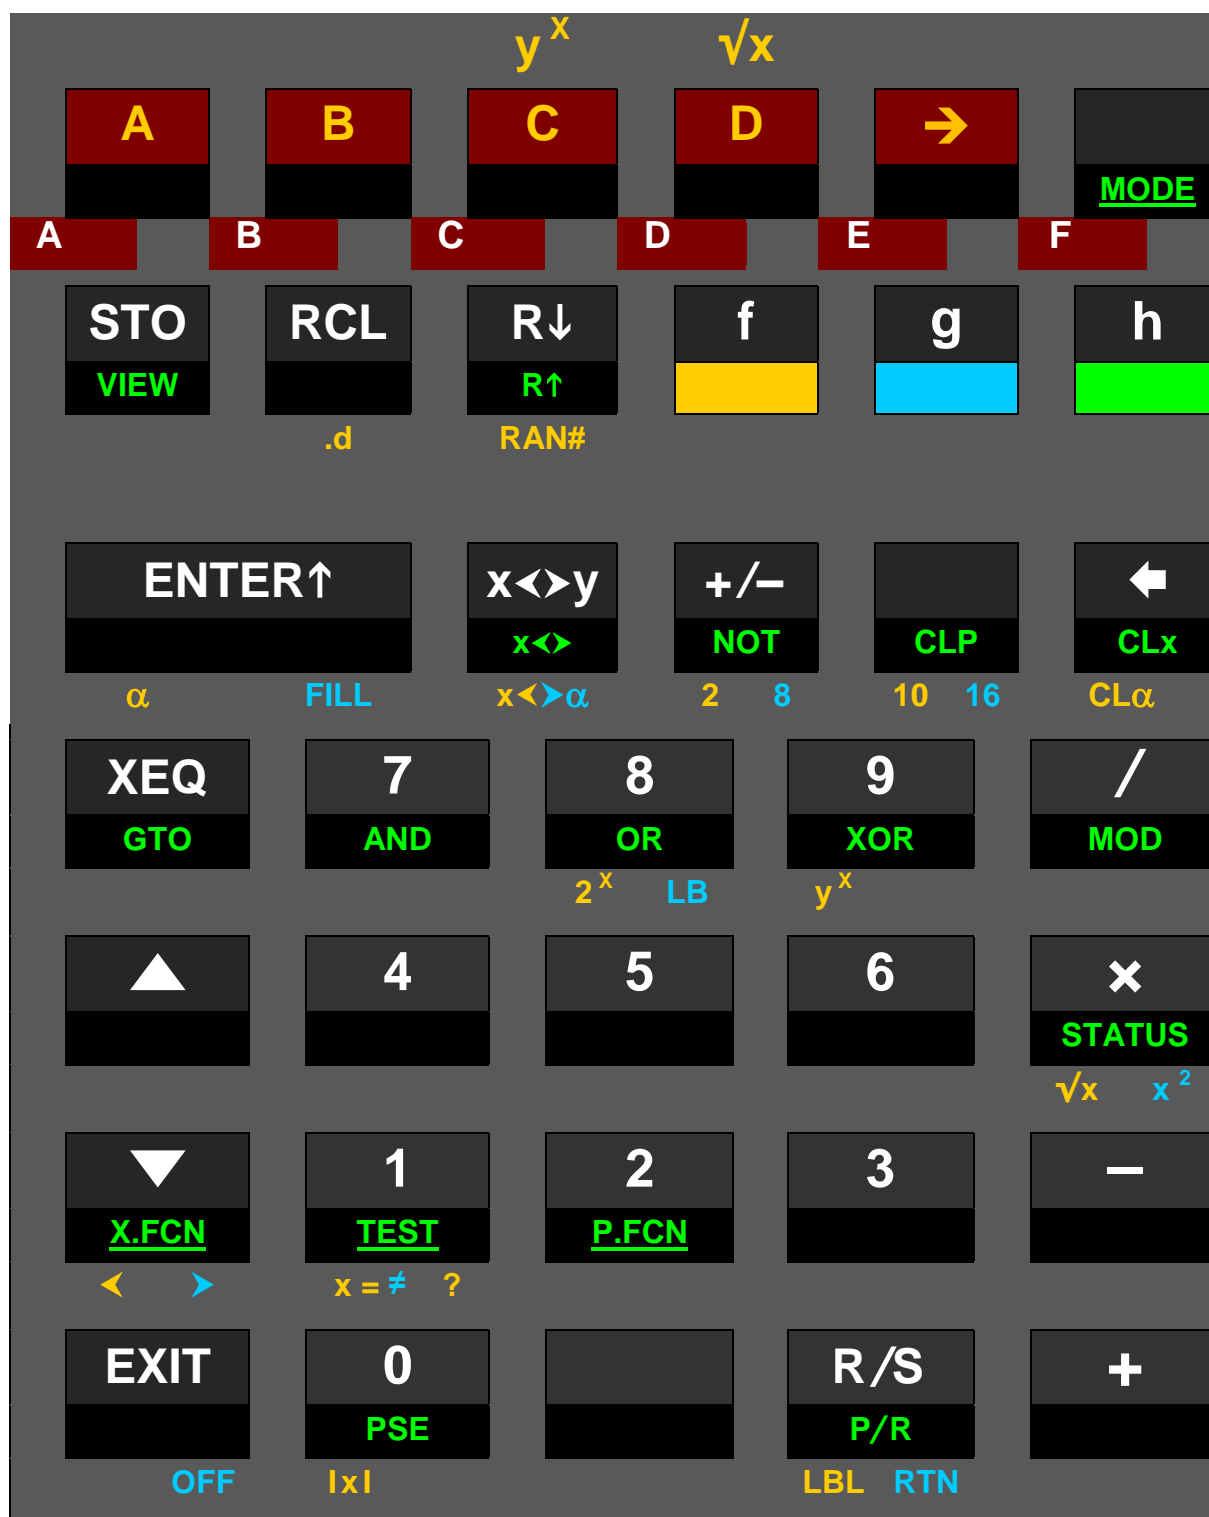 y^x √x
A B C D ➔
MODE
A B C D E F
STO RCL R↓ f g h
VIEW R↑
.d RAN#
ENTER↑ x<>y +/− 🡄
x<> NOT CLP CLx
α FILL x<>α 2 8 10 16 CLα
XEQ 7 8 9 /
GTO AND OR XOR MOD
2^x LB y^x
▲ 4 5 6 ×
STATUS
√x x²
▼ 1 2 3 −
X.FCN TEST P.FCN
< > x = ≠ ?
EXIT 0 R/S +
PSE P/R
OFF |x| LBL RTN